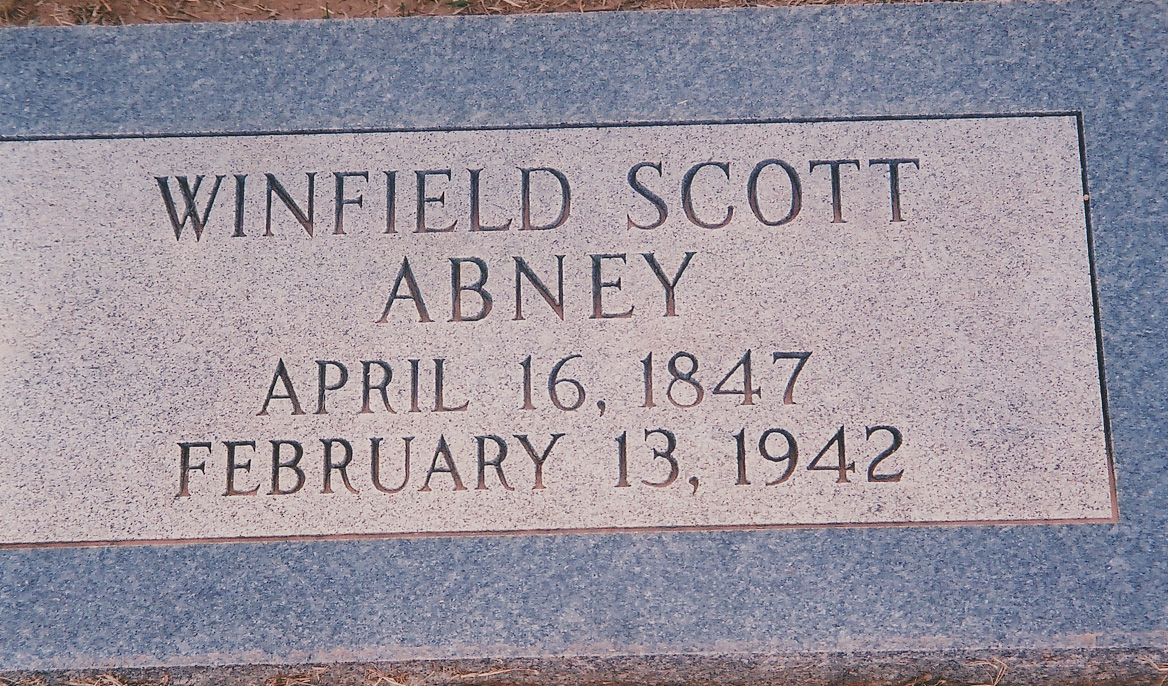 WINFIELD SCOTT
ABNEY
APRIL 16, 1847
FEBRUARY 13, 1942